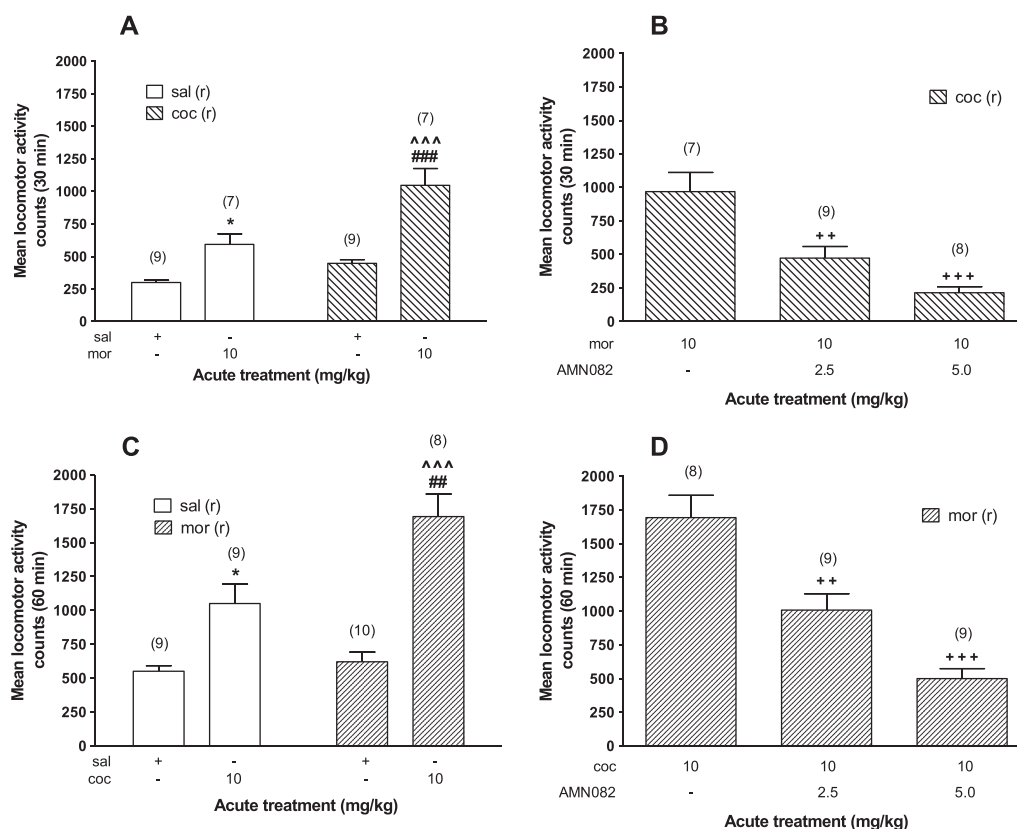 A
Mean locomotor activity
counts (30 min)
2000
1750
1500
1250
1000
750
500
250
0
sal (r)
coc (r)
(9)
(7)
*
(9)
(7)
^^^
###
sal + - + -
mor - 10 - 10
Acute treatment (mg/kg)
B
Mean locomotor activity
counts (30 min)
2000
1750
1500
1250
1000
750
500
250
0
coc (r)
(7)
(9)
++
(8)
+++
mor 10 10 10
AMN082 - 2.5 5.0
Acute treatment (mg/kg)
C
Mean locomotor activity
counts (60 min)
2000
1750
1500
1250
1000
750
500
250
0
sal (r)
mor (r)
(9)
(9)
*
(10)
(8)
^^^
##
sal + - + -
coc - 10 - 10
Acute treatment (mg/kg)
D
Mean locomotor activity
counts (60 min)
2000
1750
1500
1250
1000
750
500
250
0
mor (r)
(8)
(9)
++
(9)
+++
coc 10 10 10
AMN082 - 2.5 5.0
Acute treatment (mg/kg)